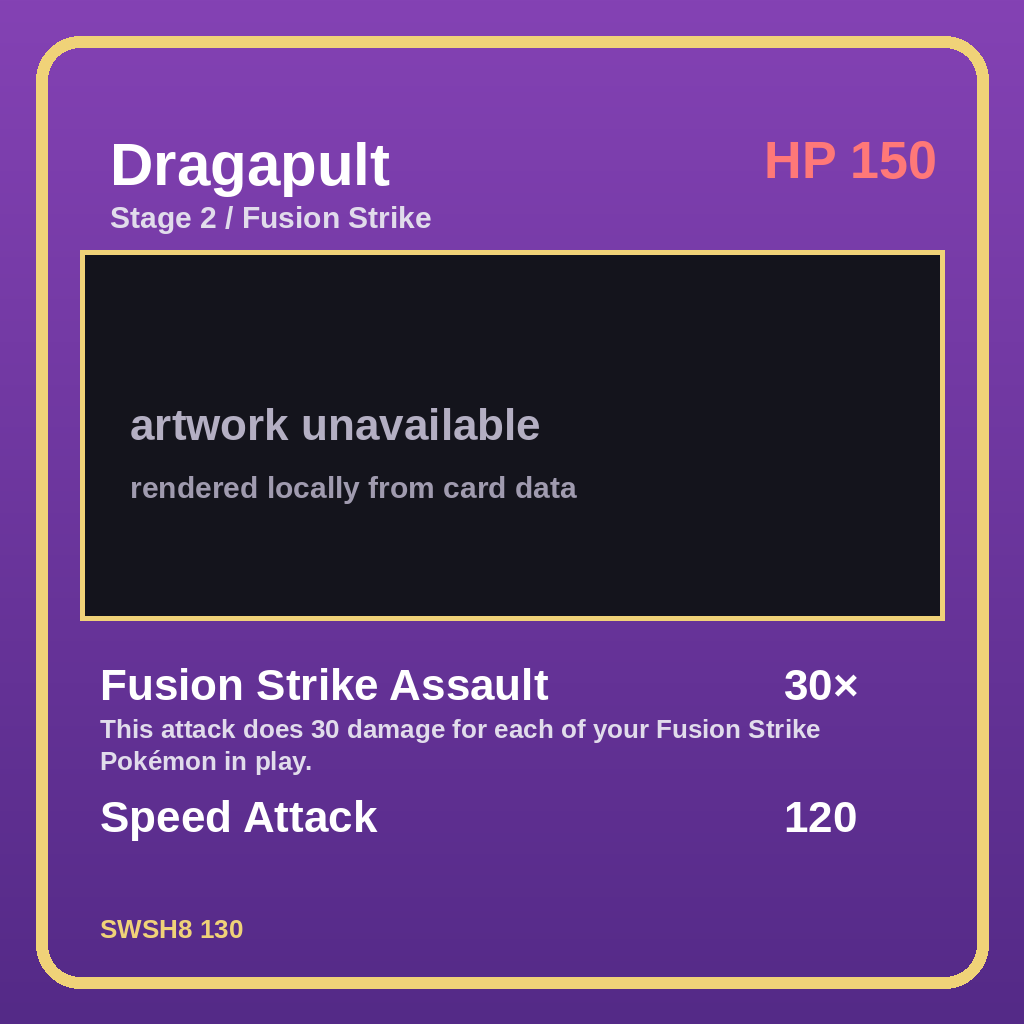 Dragapult
HP 150
Stage 2 / Fusion Strike
artwork unavailable
rendered locally from card data
Fusion Strike Assault 30×
This attack does 30 damage for each of your Fusion Strike
Pokémon in play.
Speed Attack 120
SWSH8 130